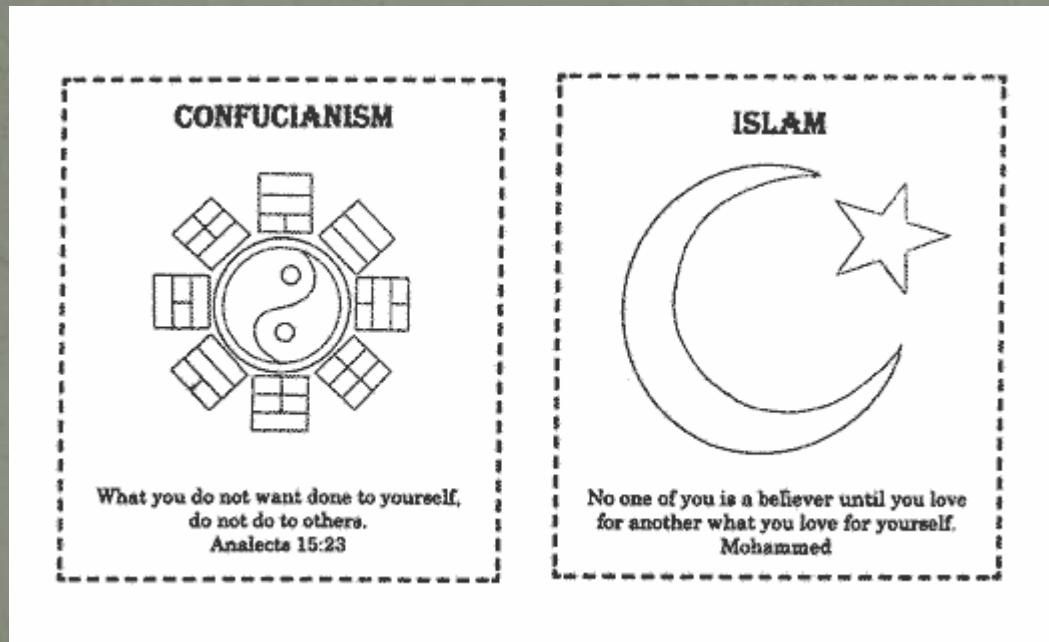 CONFUCIANISM
What you do not want done to yourself,
do not do to others.
Analects 15:23
ISLAM
No one of you is a believer until you love
for another what you love for yourself.
Mohammed